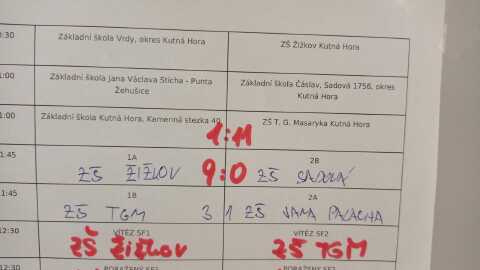 :30 Základní škola Vrdy, okres Kutná Hora ZŠ Žižkov Kutná Hora
1:00 Základní škola Jana Václava Sticha - Punta Žehušice Základní škola Čáslav, Sadová 1756, okres Kutná Hora
1:00 Základní škola Kutná Hora, Kamenná stezka 40 1:11 ZŠ T. G. Masaryka Kutná Hora
1:45 1A 2B
ZŠ ŽIŽKOV 9:0 ZŠ SADOVÁ
1:45 1B 2A
ZŠ TGM 3 1 ZŠ JANA PALACHA
12:30 VÍTĚZ SF1 VÍTĚZ SF2
ZŠ ŽIŽKOV ZŠ TGM
12:30 PORAŽENÝ SF1 PORAŽENÝ SF2